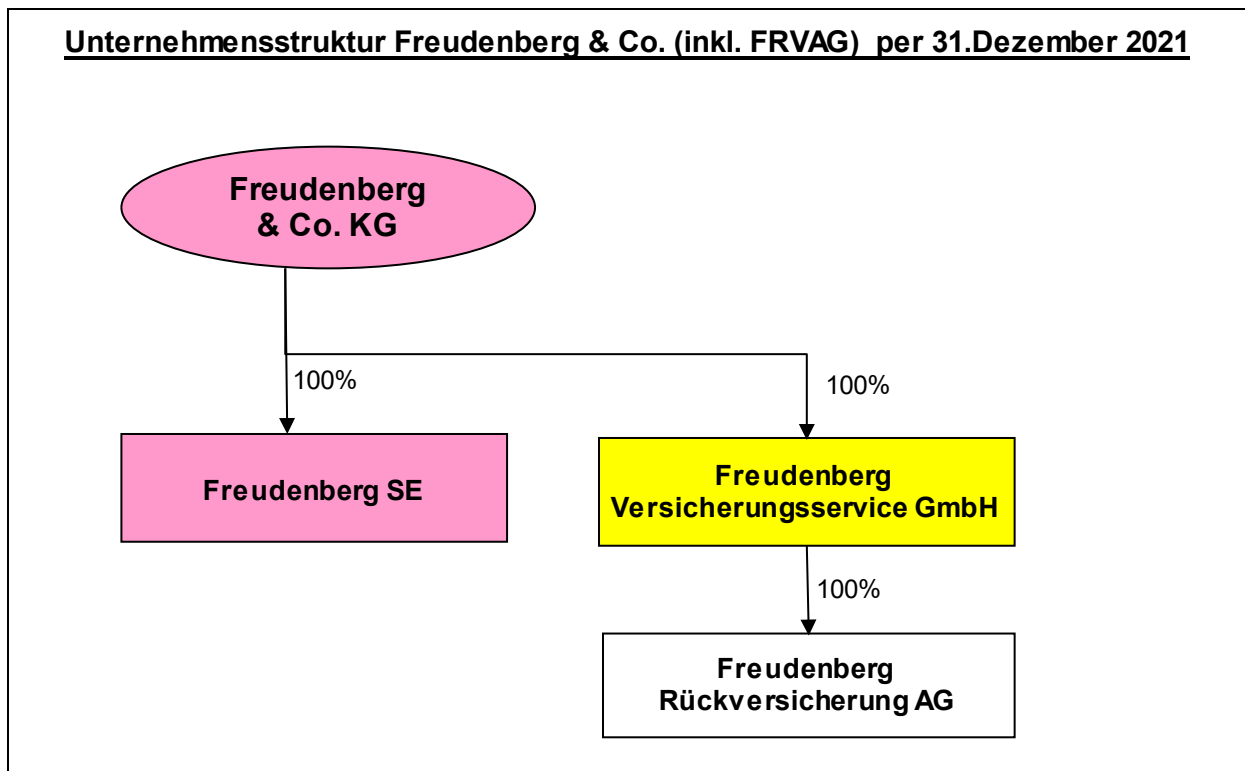 Unternehmensstruktur Freudenberg & Co. (inkl. FRVAG) per 31.Dezember 2021
Freudenberg
& Co. KG
100%
100%
Freudenberg SE
Freudenberg
Versicherungsservice GmbH
100%
Freudenberg
Rückversicherung AG